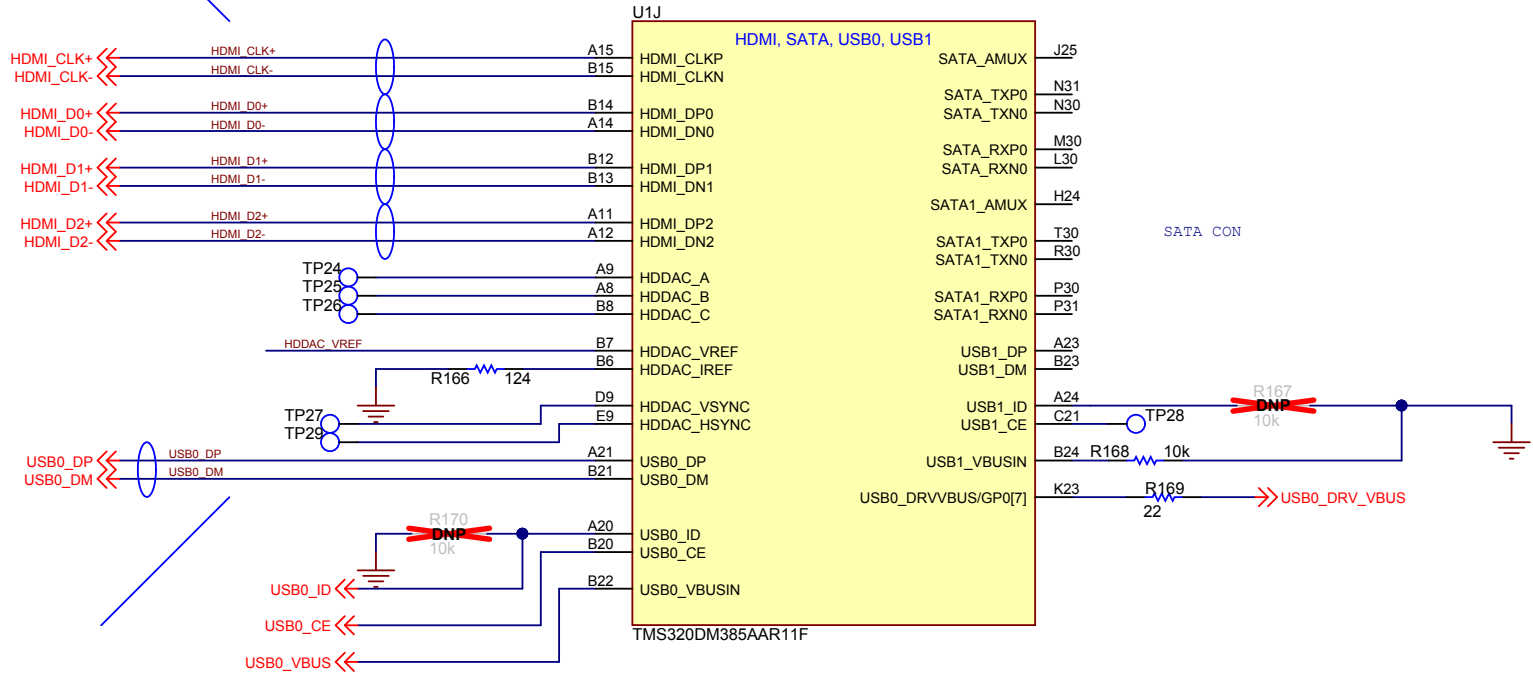 U1J
HDMI, SATA, USB0, USB1
HDMI_CLK+ HDMI_CLK+ A15 HDMI_CLKP SATA_AMUX J25
HDMI_CLK- HDMI_CLK- B15 HDMI_CLKN
SATA_TXP0 N31
HDMI_D0+ HDMI_D0+ B14 HDMI_DP0 SATA_TXN0 N30
HDMI_D0- HDMI_D0- A14 HDMI_DN0
SATA_RXP0 M30
HDMI_D1+ HDMI_D1+ B12 HDMI_DP1 SATA_RXN0 L30
HDMI_D1- HDMI_D1- B13 HDMI_DN1
SATA1_AMUX H24
HDMI_D2+ HDMI_D2+ A11 HDMI_DP2
HDMI_D2- HDMI_D2- A12 HDMI_DN2 SATA1_TXP0 T30 SATA CON
SATA1_TXN0 R30
TP24 A9 HDDAC_A
TP25 A8 HDDAC_B SATA1_RXP0 P30
TP26 B8 HDDAC_C SATA1_RXN0 P31
HDDAC_VREF B7 HDDAC_VREF USB1_DP A23
R166 124 B6 HDDAC_IREF USB1_DM B23
D9 HDDAC_VSYNC USB1_ID A24 R167 DNP 10k
TP27 E9 HDDAC_HSYNC USB1_CE C21 TP28
TP29
USB0_DP USB0_DP A21 USB0_DP USB1_VBUSIN B24 R168 10k
USB0_DM USB0_DM B21 USB0_DM
USB0_DRVVBUS/GP0[7] K23 R169 22 USB0_DRV_VBUS
R170 DNP 10k A20 USB0_ID
B20 USB0_CE
USB0_ID B22 USB0_VBUSIN
USB0_CE
TMS320DM385AAR11F
USB0_VBUS